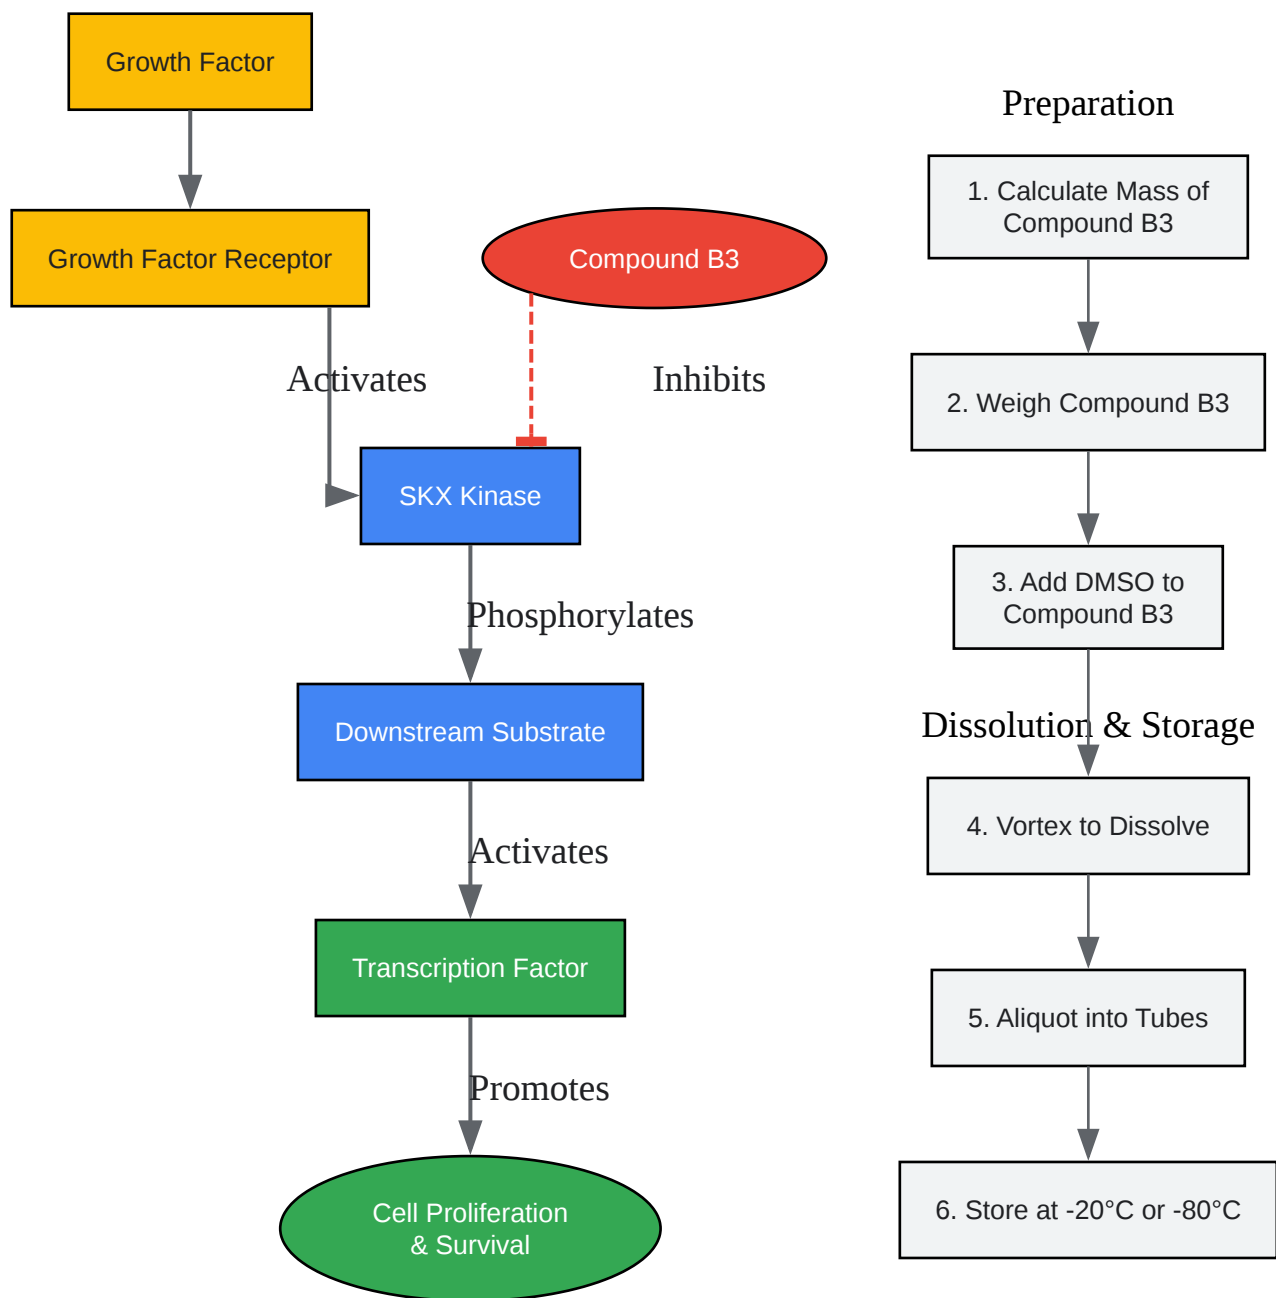 Growth Factor
Growth Factor Receptor
Compound B3
Activates
Inhibits
SKX Kinase
Phosphorylates
Downstream Substrate
Activates
Transcription Factor
Promotes
Cell Proliferation
& Survival
Preparation
1. Calculate Mass of
Compound B3
2. Weigh Compound B3
3. Add DMSO to
Compound B3
Dissolution & Storage
4. Vortex to Dissolve
5. Aliquot into Tubes
6. Store at -20°C or -80°C